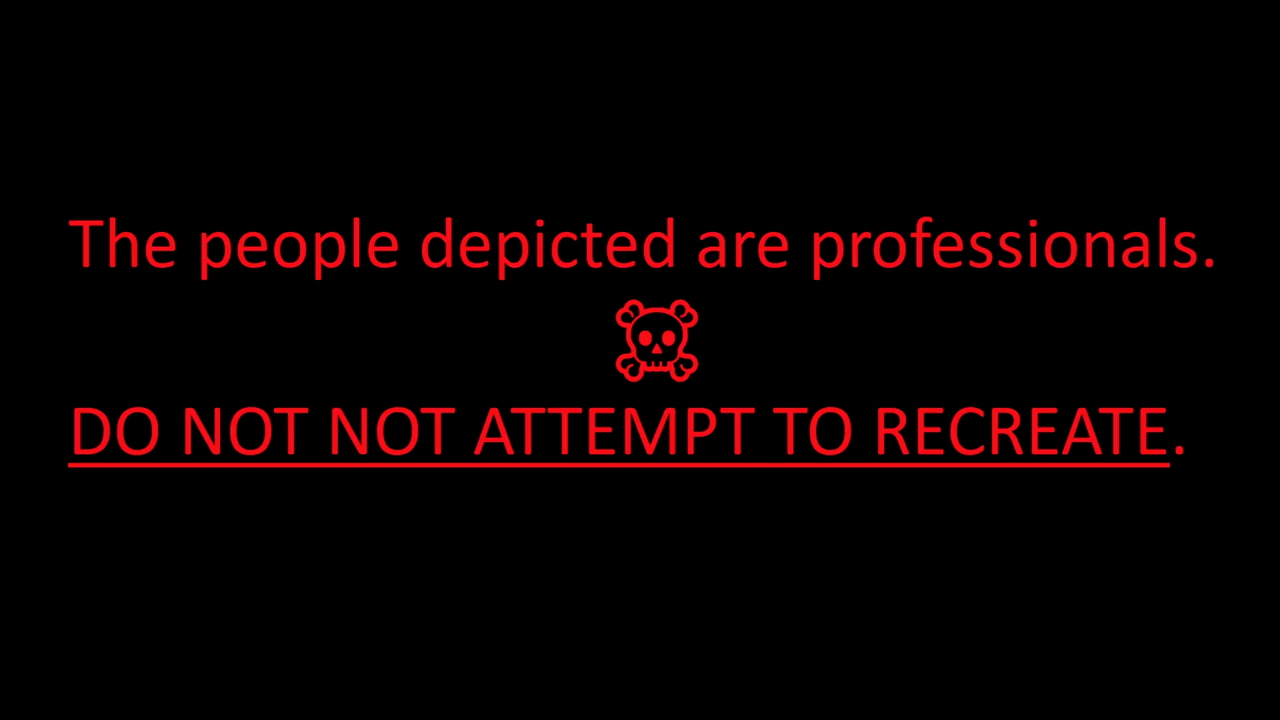 The people depicted are professionals.
DO NOT NOT ATTEMPT TO RECREATE.